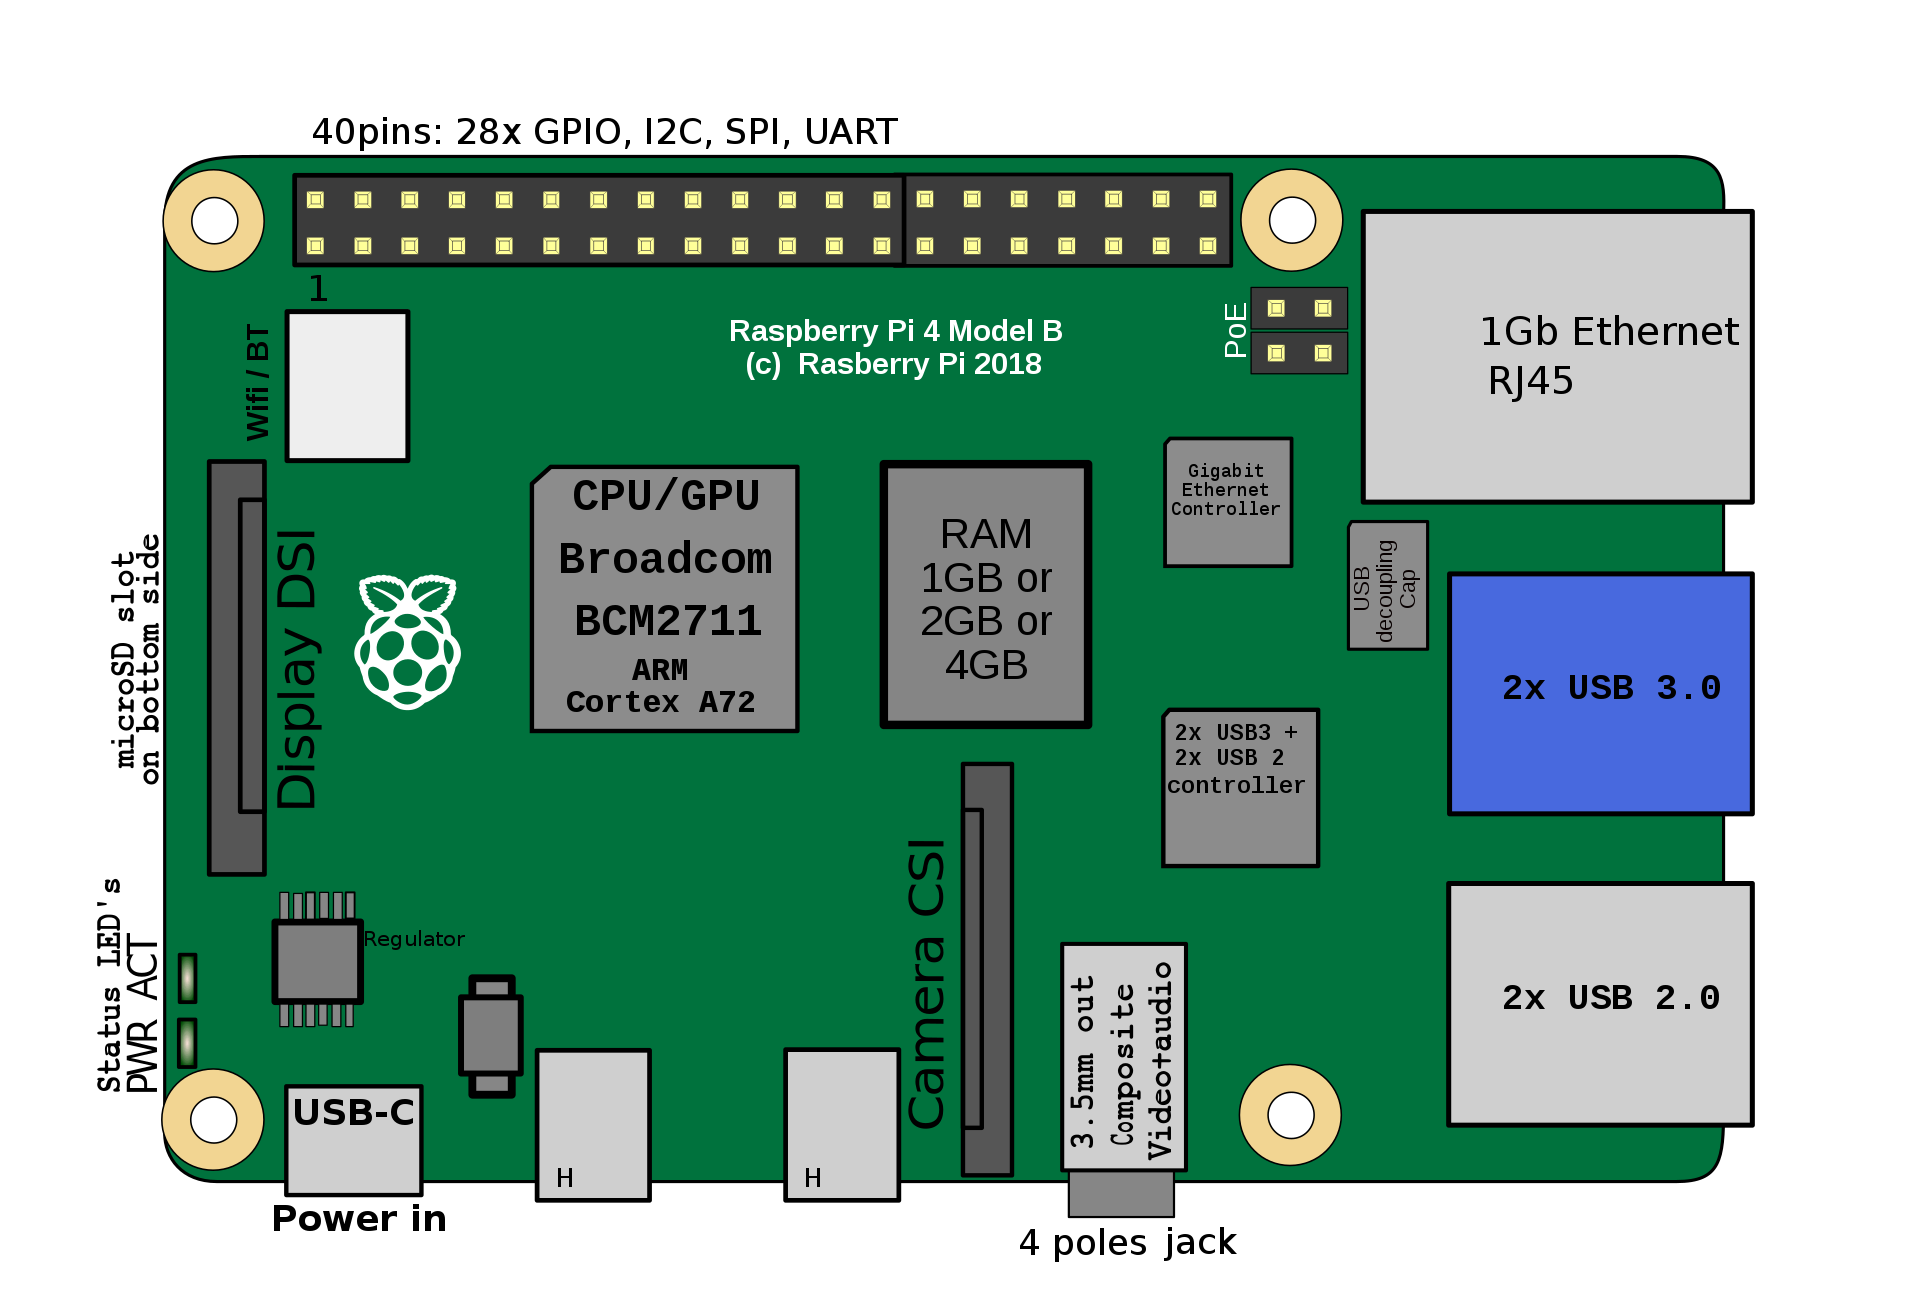 40pins: 28x GPIO, I2C, SPI, UART
1
Wifi / BT
Raspberry Pi 4 Model B
(c)  Rasberry Pi 2018
PoE
1Gb Ethernet
RJ45
microSD slot
on bottom side
Display DSI
CPU/GPU
Broadcom
BCM2711
ARM
Cortex A72
RAM
1GB or
2GB or
4GB
Gigabit
Ethernet
Controller
USB
decoupling
Cap
2x USB 3.0
2x USB3 +
2x USB 2
controller
Status LED's
PWR ACT
Regulator
Camera CSI
3.5mm out
Composite
Video+audio
2x USB 2.0
USB-C
H
H
Power in
4 poles jack